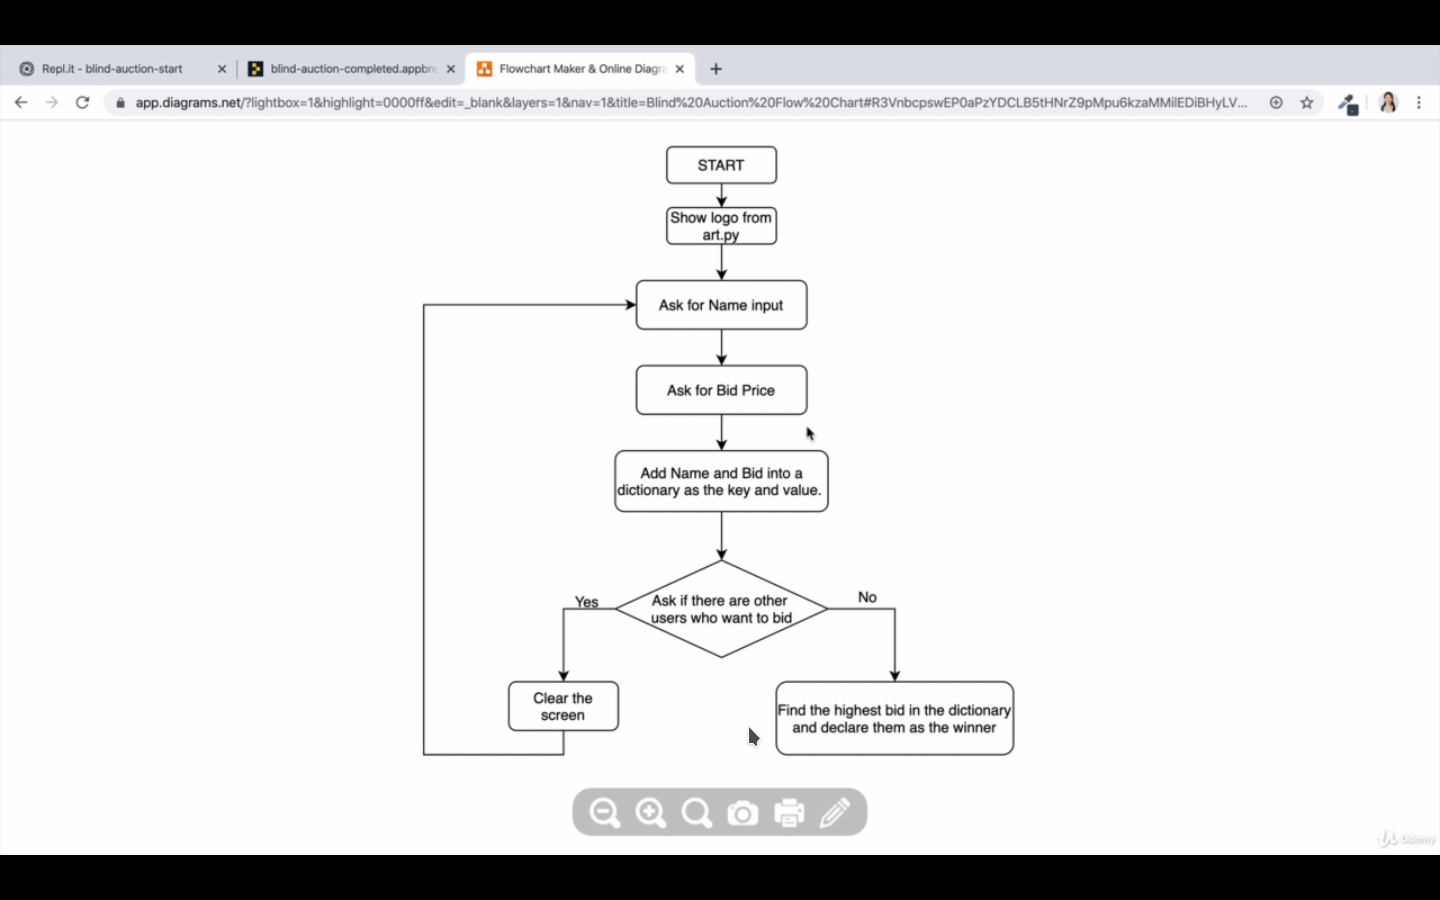 Repl.it - blind-auction-start
blind-auction-completed.appbre
Flowchart Maker & Online Diagra
app.diagrams.net/?lightbox=1&highlight=0000ff&edit=_blank&layers=1&nav=1&title=Blind%20Auction%20Flow%20Chart#R3VnbcpswEP0aPzYDCLB5tHNrZ9pMpu6kzaMMMilEDiBHyLV...
START
Show logo from
art.py
Ask for Name input
Ask for Bid Price
Add Name and Bid into a
dictionary as the key and value.
Ask if there are other
users who want to bid
Yes
No
Clear the
screen
Find the highest bid in the dictionary
and declare them as the winner
Udemy